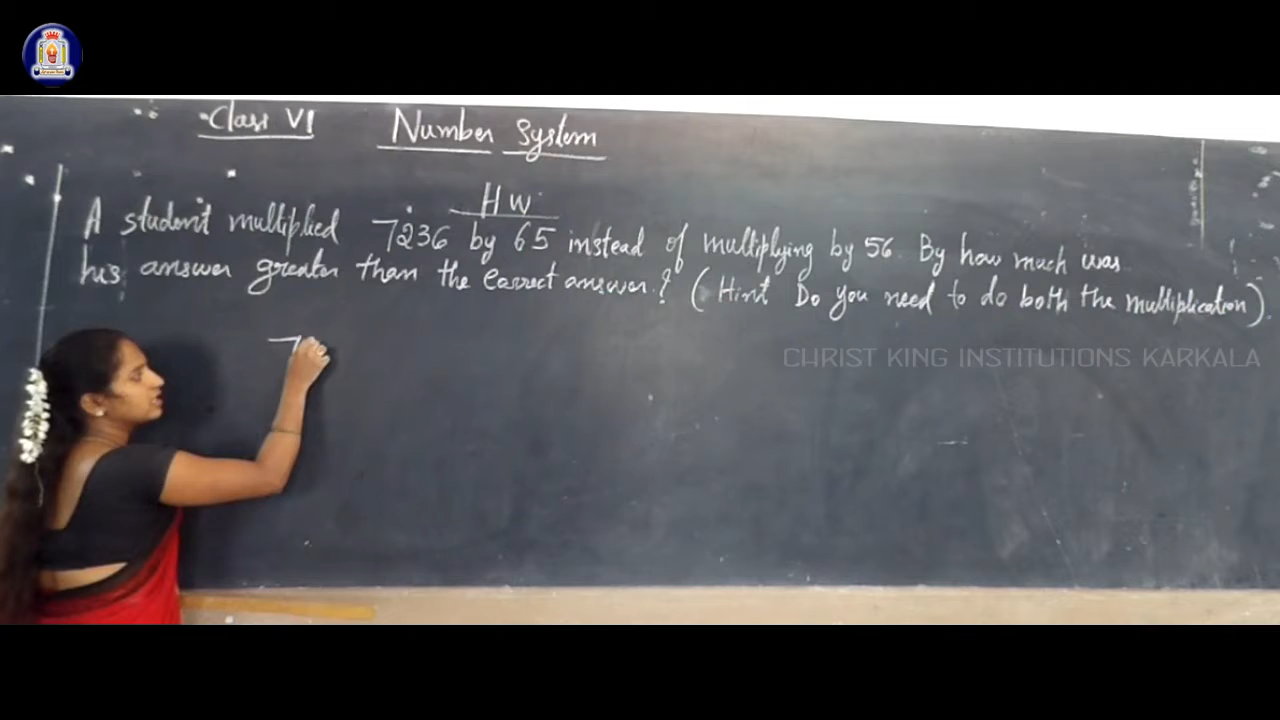 Class VI Number System
HW
A student multiplied 7236 by 65 instead of multiplying by 56. By how much was
his answer greater than the correct answer? (Hint Do you need to do both the multiplication).
7
CHRIST KING INSTITUTIONS KARKALA